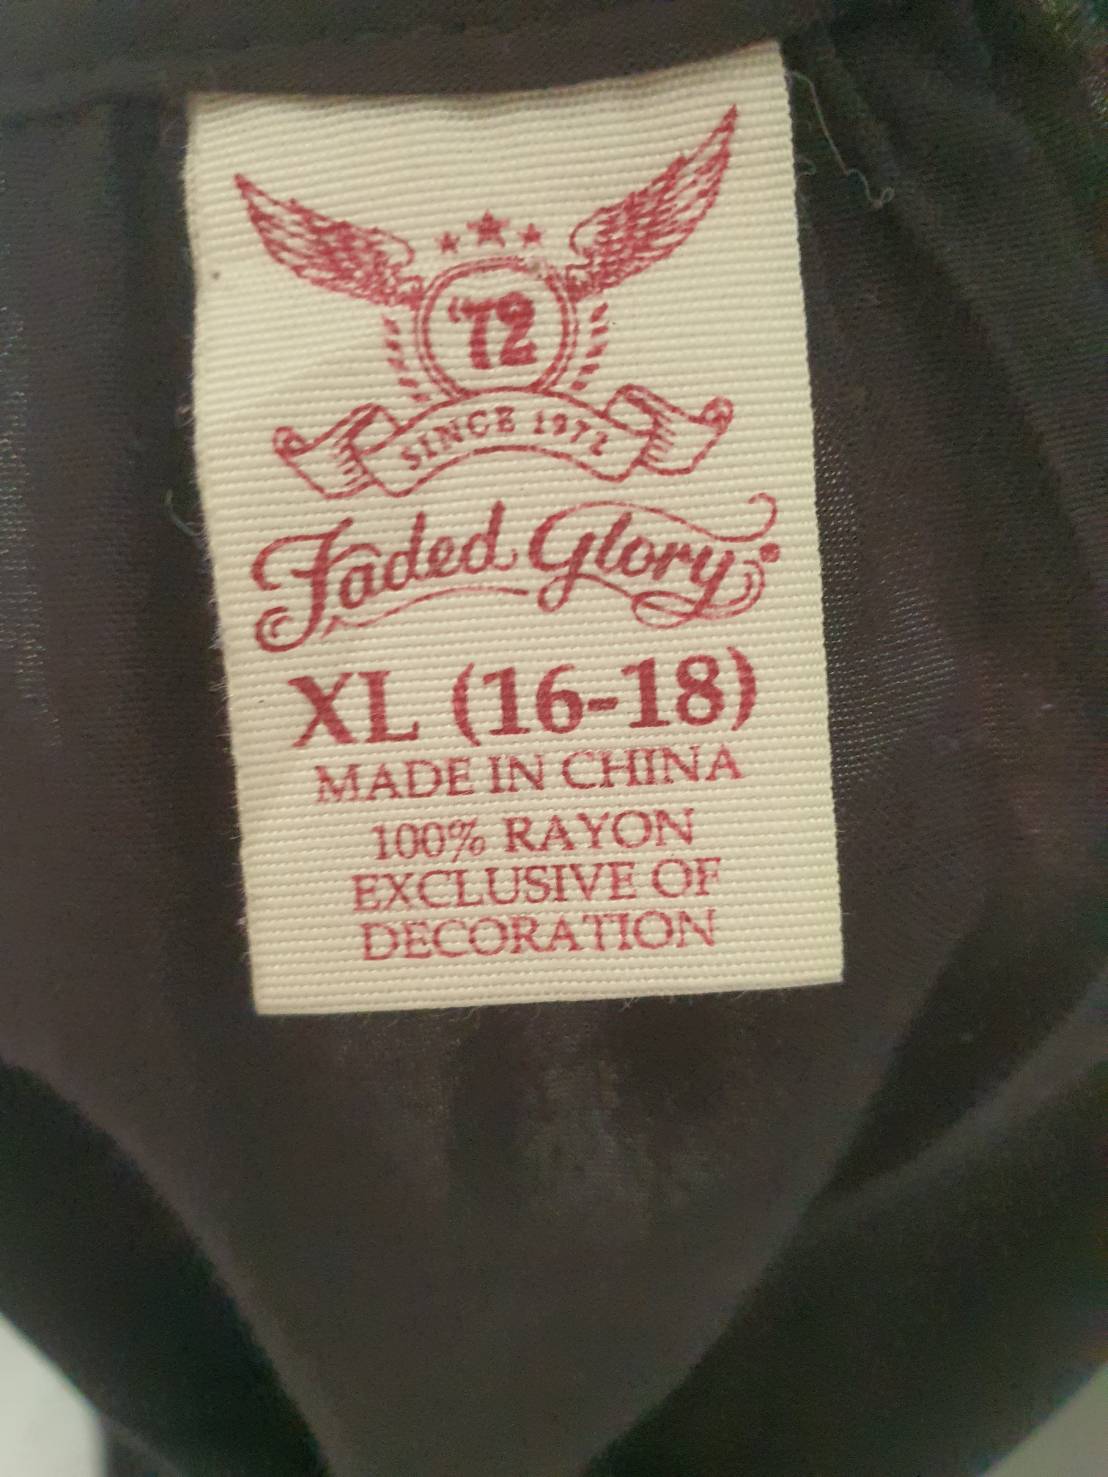 '72
SINCE 1972
Faded Glory
XL (16-18)
MADE IN CHINA
100% RAYON
EXCLUSIVE OF
DECORATION